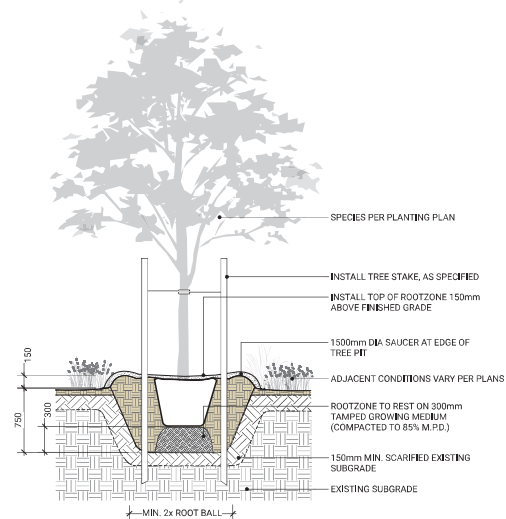 SPECIES PER PLANTING PLAN
INSTALL TREE STAKE, AS SPECIFIED
INSTALL TOP OF ROOTZONE 150mm
ABOVE FINISHED GRADE
1500mm DIA SAUCER AT EDGE OF
TREE PIT
ADJACENT CONDITIONS VARY PER PLANS
ROOTZONE TO REST ON 300mm
TAMPED GROWING MEDIUM
(COMPACTED TO 85% M.P.D.)
150mm MIN. SCARIFIED EXISTING
SUBGRADE
EXISTING SUBGRADE
150
750
300
MIN. 2x ROOT BALL